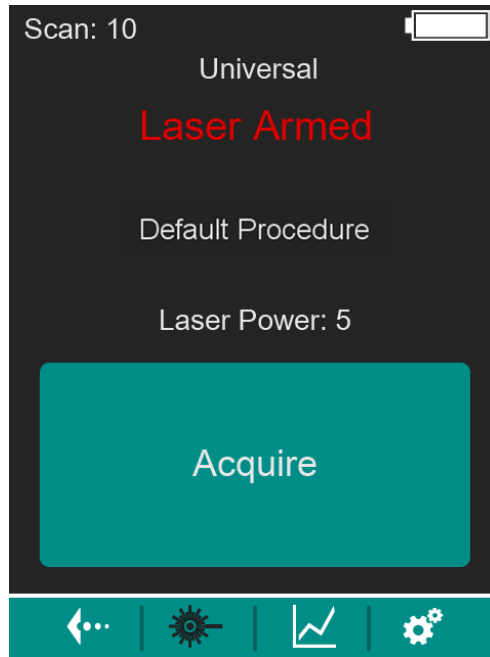 Scan: 10
Universal
Laser Armed
Default Procedure
Laser Power: 5
Acquire